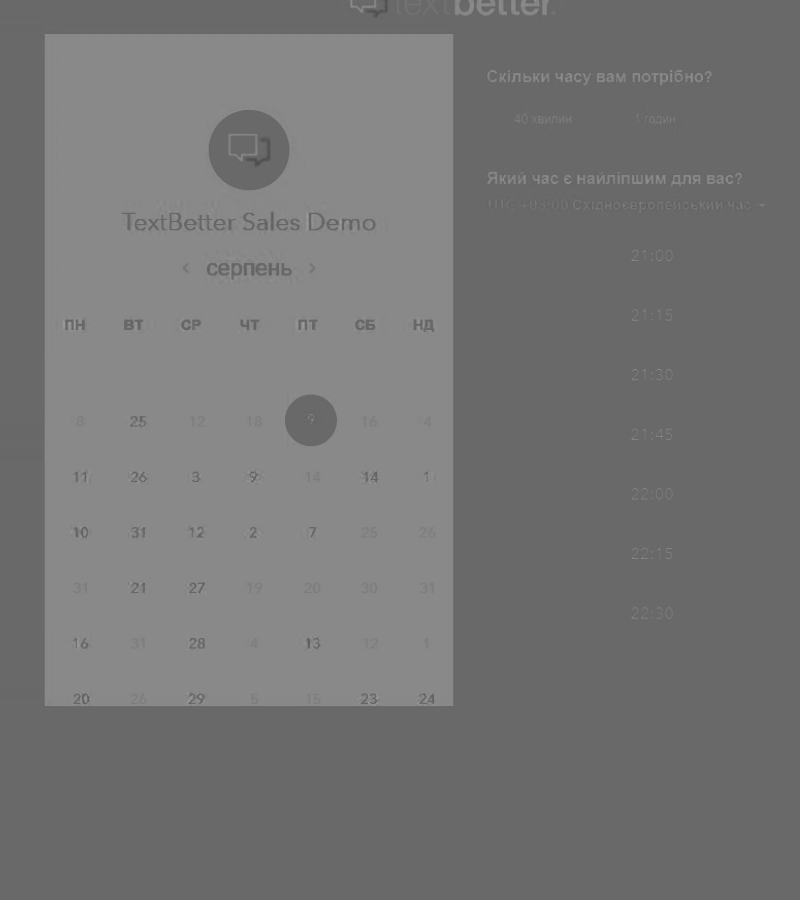 textbetter.
TextBetter Sales Demo
‹ серпень ›
ПН ВТ СР ЧТ ПТ СБ НД
8 25 12 18 9 16 4
11 26 3 9 14 14 1
10 31 12 2 7 25 26
31 21 27 19 20 30 31
16 31 28 4 13 12 1
20 26 29 5 15 23 24
Скільки часу вам потрібно?
40 хвилин 1 годин
Який час є найліпшим для вас?
UTC +03:00 Східноєвропейський час
21:00
21:15
21:30
21:45
22:00
22:15
22:30